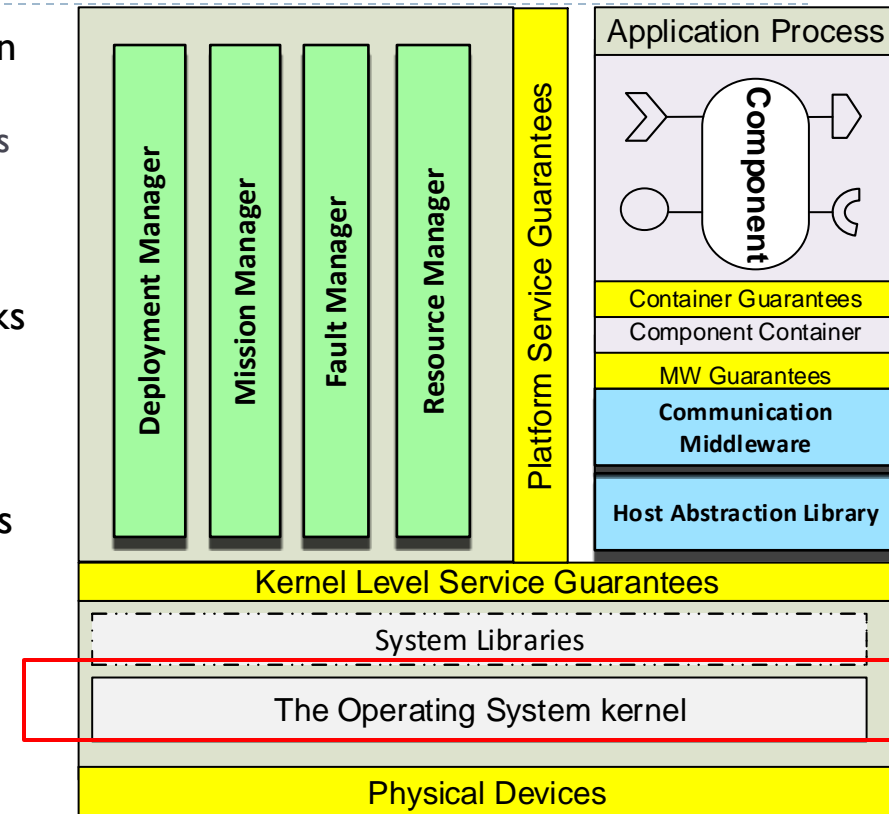 n
s
ks
s
Deployment Manager
Mission Manager
Fault Manager
Resource Manager
Platform Service Guarantees
Application Process
Component
Container Guarantees
Component Container
MW Guarantees
Communication
Middleware
Host Abstraction Library
Kernel Level Service Guarantees
System Libraries
The Operating System kernel
Physical Devices